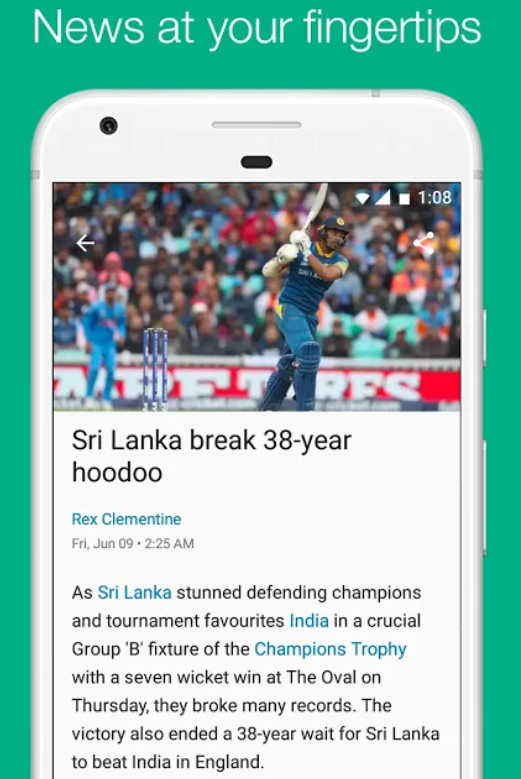 News at your fingertips
1:08
Sri Lanka break 38-year
hoodoo
Rex Clementine
Fri, Jun 09 • 2:25 AM
As Sri Lanka stunned defending champions
and tournament favourites India in a crucial
Group 'B' fixture of the Champions Trophy
with a seven wicket win at The Oval on
Thursday, they broke many records. The
victory also ended a 38-year wait for Sri Lanka
to beat India in England.